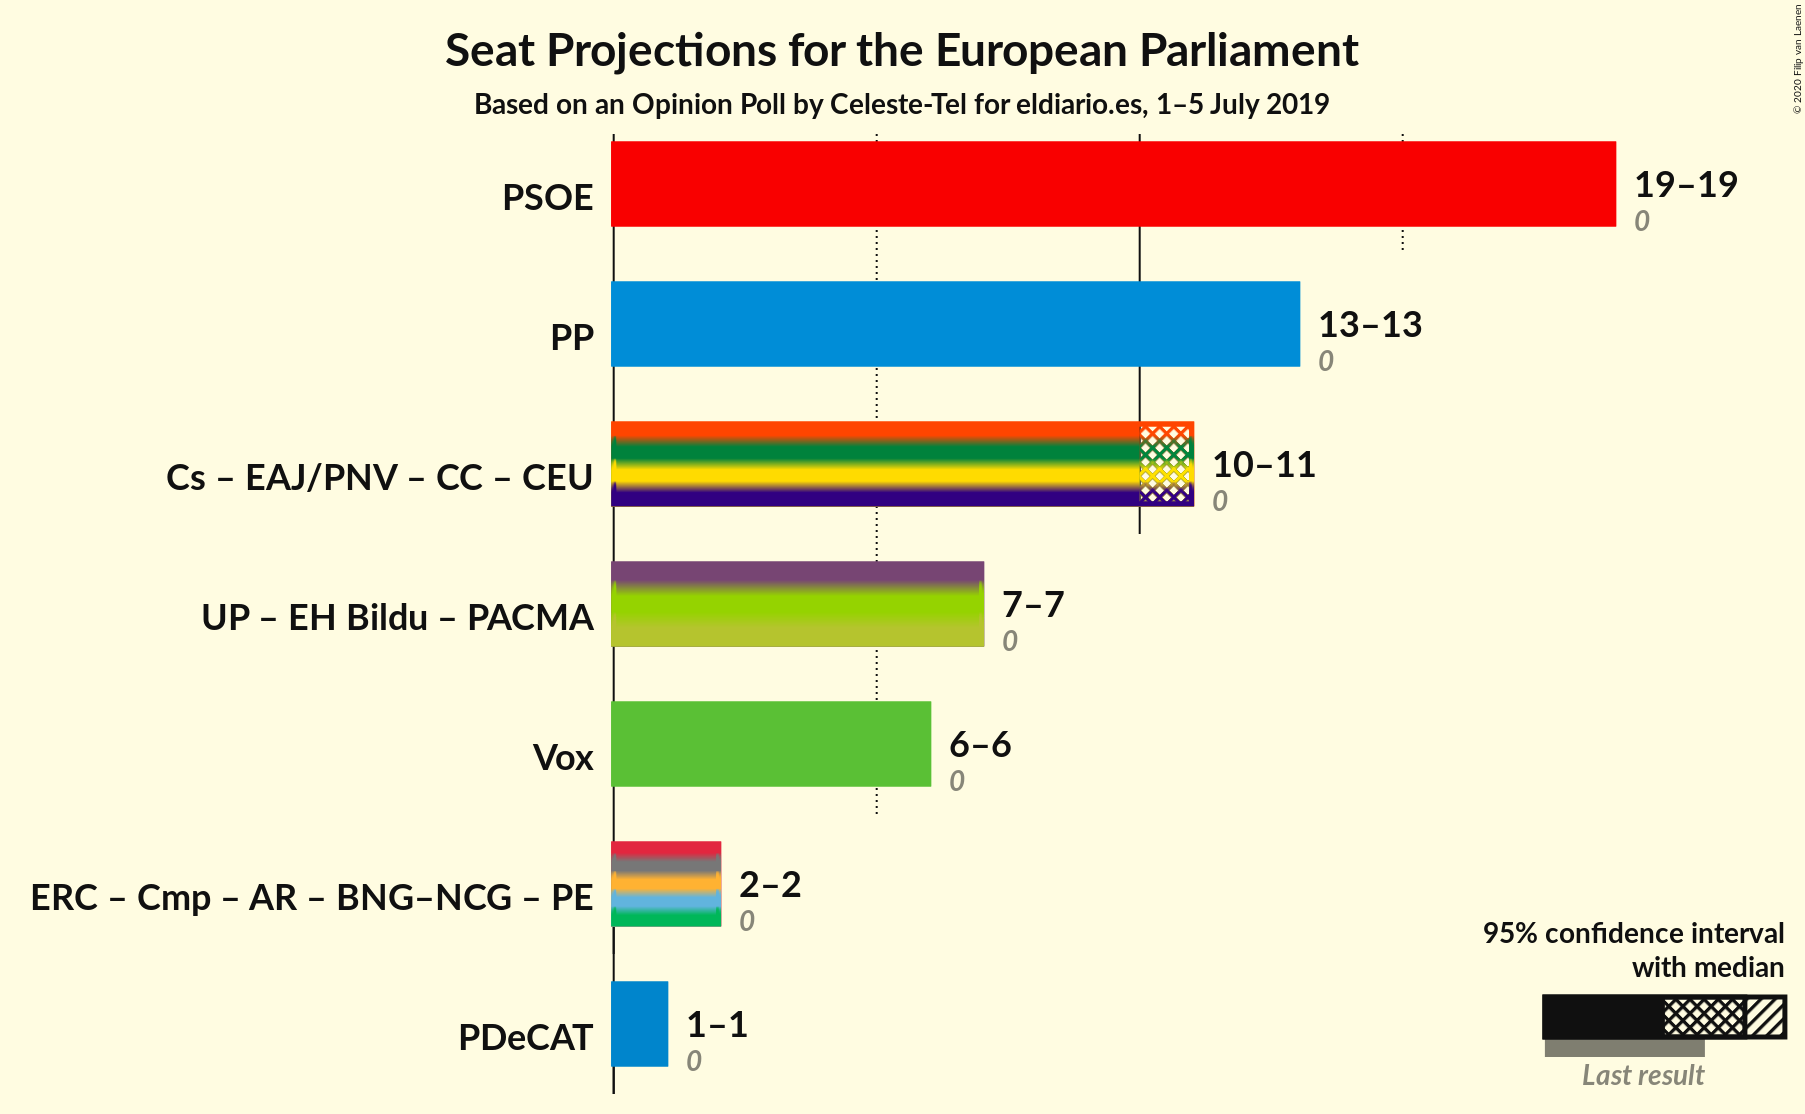 Seat Projections for the European Parliament
Based on an Opinion Poll by Celeste-Tel for eldiario.es, 1–5 July 2019
© 2020 Filip van Laenen
PSOE
19–19
0
PP
13–13
0
Cs – EAJ/PNV – CC – CEU
10–11
0
UP – EH Bildu – PACMA
7–7
0
Vox
6–6
0
ERC – Cmp – AR – BNG–NCG – PE
2–2
0
PDeCAT
1–1
0
95% confidence interval
with median
Last result